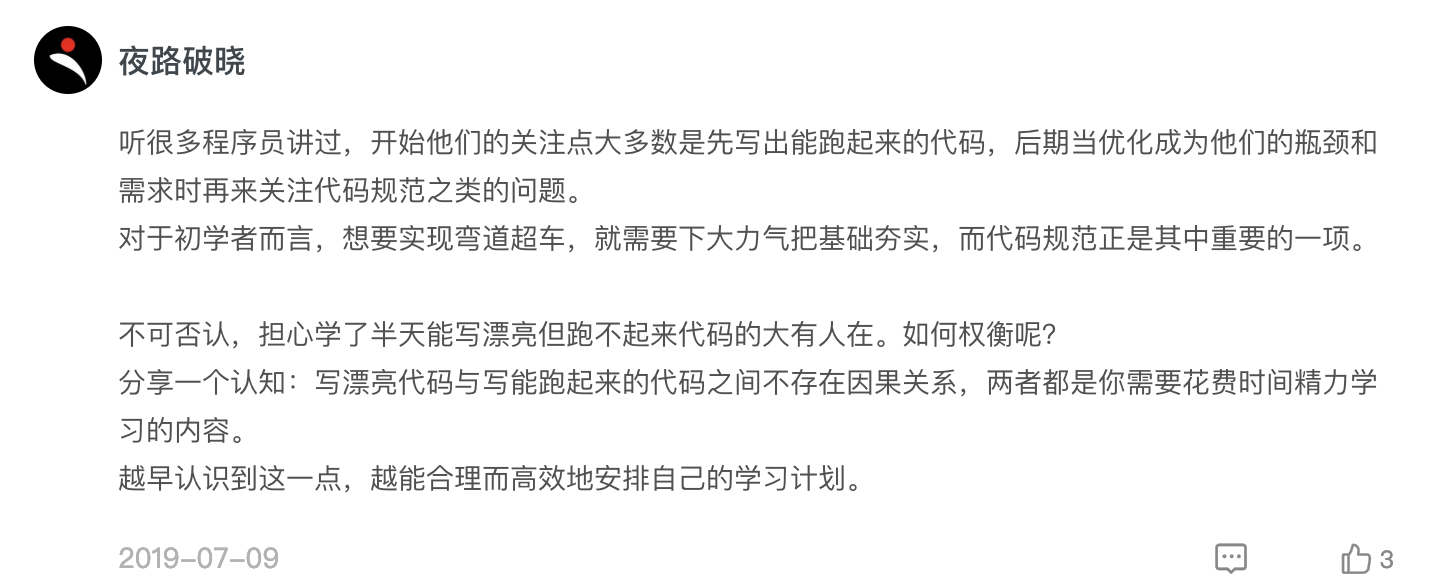 夜路破晓
听很多程序员讲过，开始他们的关注点大多数是先写出能跑起来的代码，后期当优化成为他们的瓶颈和
需求时再来关注代码规范之类的问题。
对于初学者而言，想要实现弯道超车，就需要下大力气把基础夯实，而代码规范正是其中重要的一项。
不可否认，担心学了半天能写漂亮但跑不起来代码的大有人在。如何权衡呢？
分享一个认知：写漂亮代码与写能跑起来的代码之间不存在因果关系，两者都是你需要花费时间精力学
习的内容。
越早认识到这一点，越能合理而高效地安排自己的学习计划。
2019-07-09 3